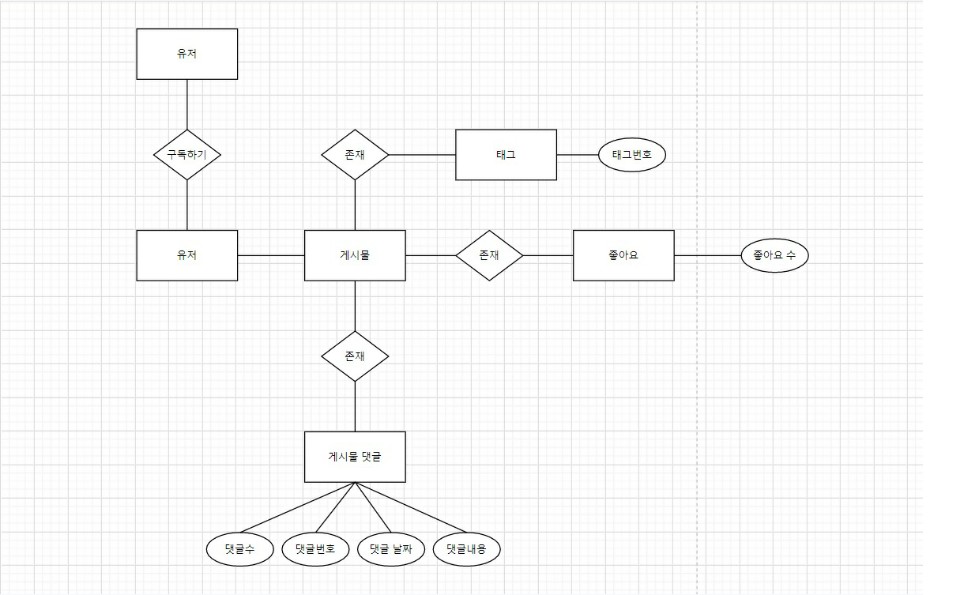 유저
구독하기
존재
태그
태그번호
유저
게시물
존재
좋아요
좋아요 수
존재
게시물 댓글
댓글수
댓글번호
댓글 날짜
댓글내용